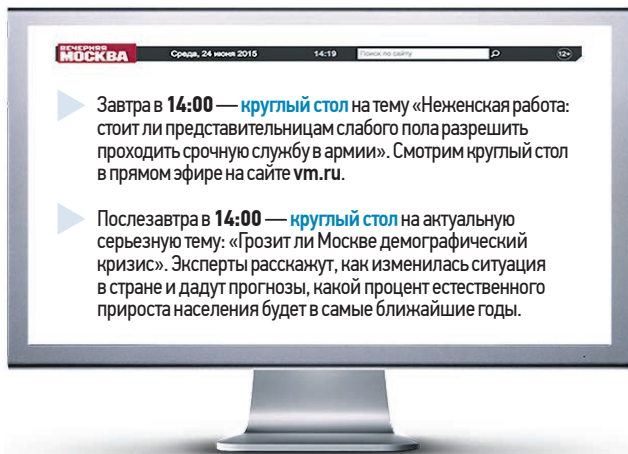 ВЕЧЕРНЯЯ
МОСКВА Среда, 24 июня 2015 14:19 Поиск по сайту 12+
Завтра в 14:00 — круглый стол на тему «Неженская работа:
стоит ли представительницам слабого пола разрешить
проходить срочную службу в армии». Смотрим круглый стол
в прямом эфире на сайте vm.ru.
Послезавтра в 14:00 — круглый стол на актуальную
серьезную тему: «Грозит ли Москве демографический
кризис». Эксперты расскажут, как изменилась ситуация
в стране и дадут прогнозы, какой процент естественного
прироста населения будет в самые ближайшие годы.